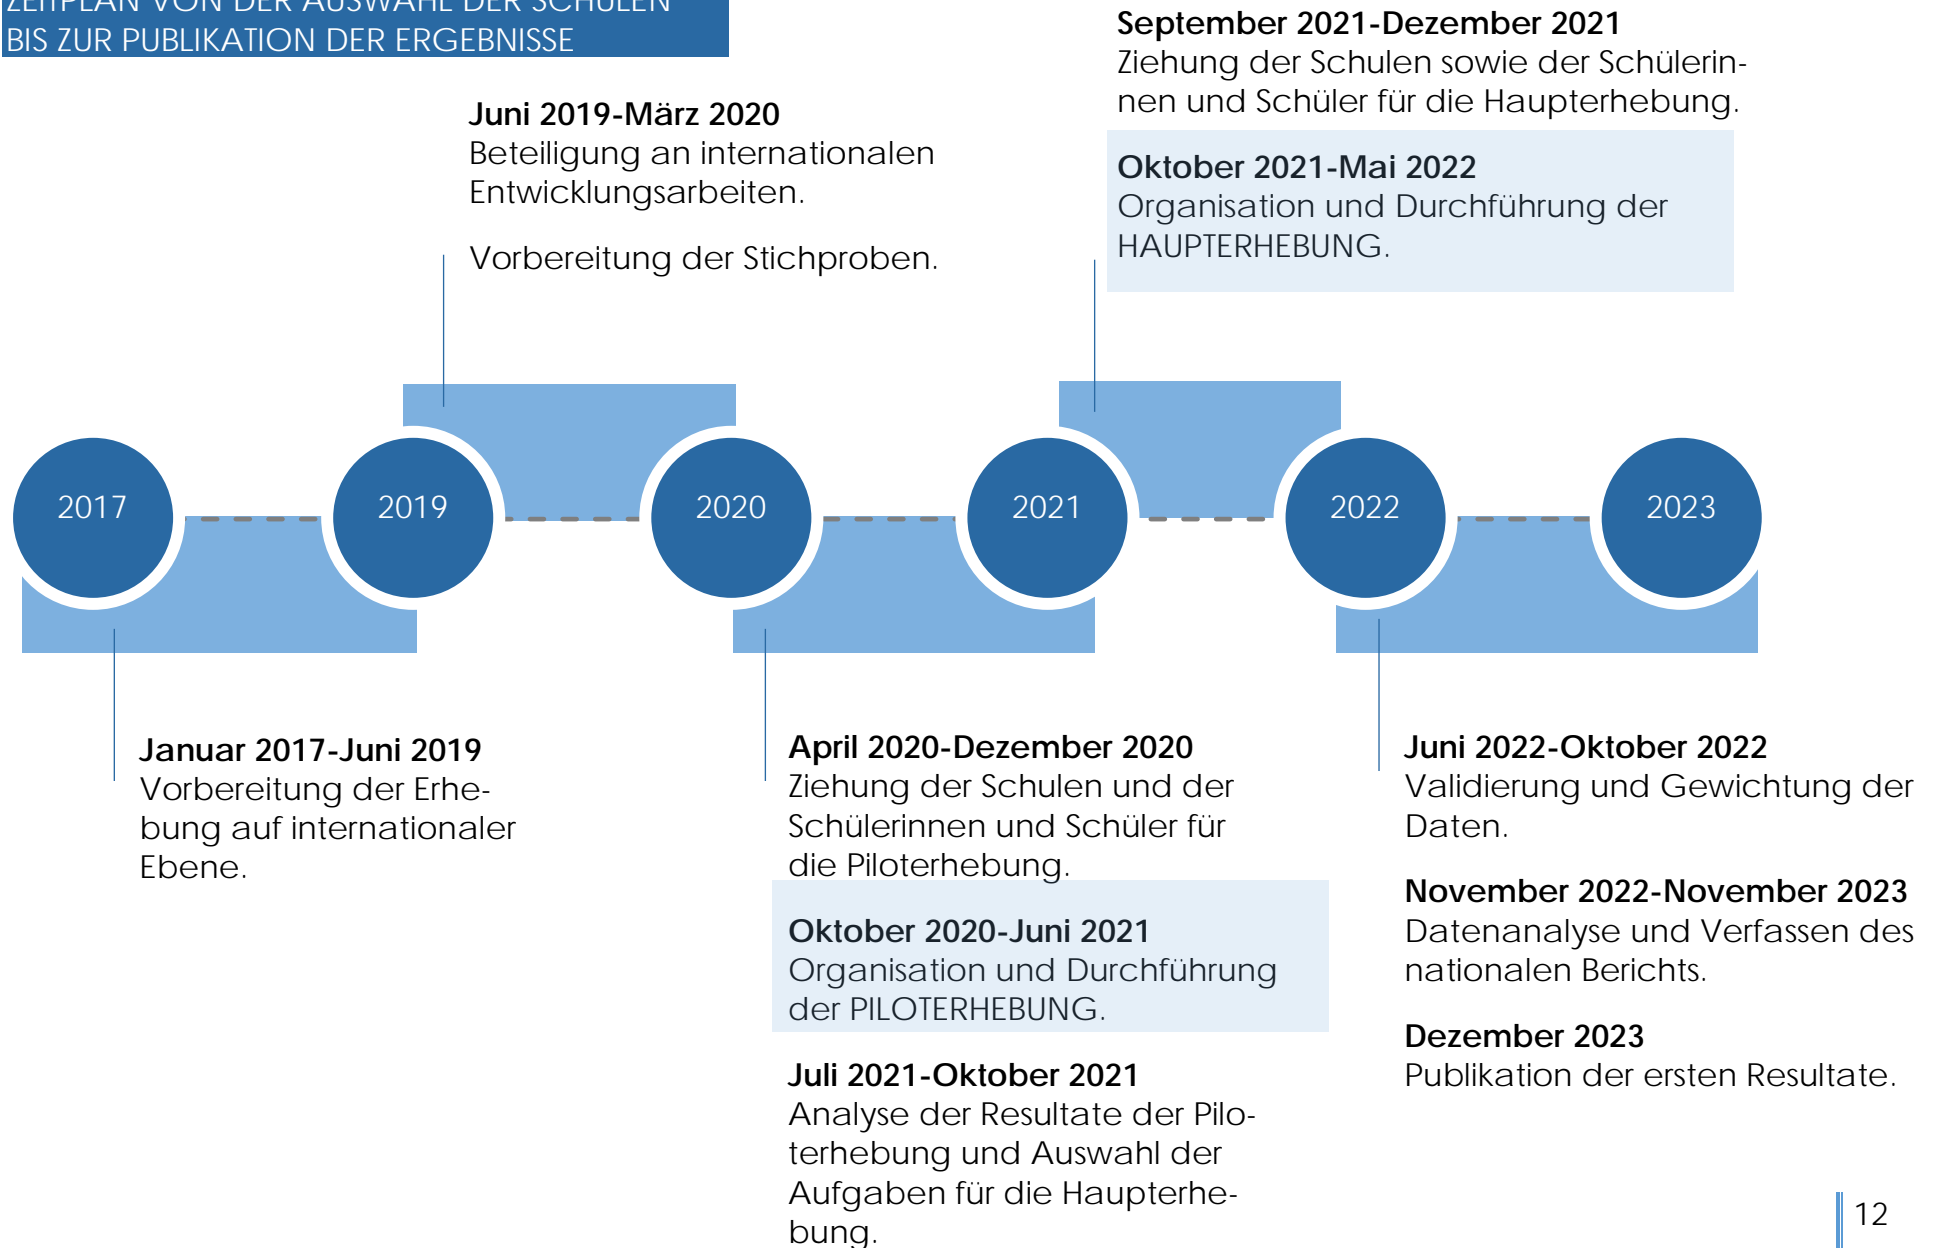 ZEITPLAN VON DER AUSWAHL DER SCHULEN
BIS ZUR PUBLIKATION DER ERGEBNISSE
Juni 2019-März 2020
Beteiligung an internationalen
Entwicklungsarbeiten.
Vorbereitung der Stichproben.
September 2021-Dezember 2021
Ziehung der Schulen sowie der Schülerin-
nen und Schüler für die Haupterhebung.
Oktober 2021-Mai 2022
Organisation und Durchführung der
HAUPTERHEBUNG.
2017
2019
2020
2021
2022
2023
Januar 2017-Juni 2019
Vorbereitung der Erhe-
bung auf internationaler
Ebene.
April 2020-Dezember 2020
Ziehung der Schulen und der
Schülerinnen und Schüler für
die Piloterhebung.
Oktober 2020-Juni 2021
Organisation und Durchführung
der PILOTERHEBUNG.
Juli 2021-Oktober 2021
Analyse der Resultate der Pilo-
terhebung und Auswahl der
Aufgaben für die Haupterhe-
bung.
Juni 2022-Oktober 2022
Validierung und Gewichtung der
Daten.
November 2022-November 2023
Datenanalyse und Verfassen des
nationalen Berichts.
Dezember 2023
Publikation der ersten Resultate.
12